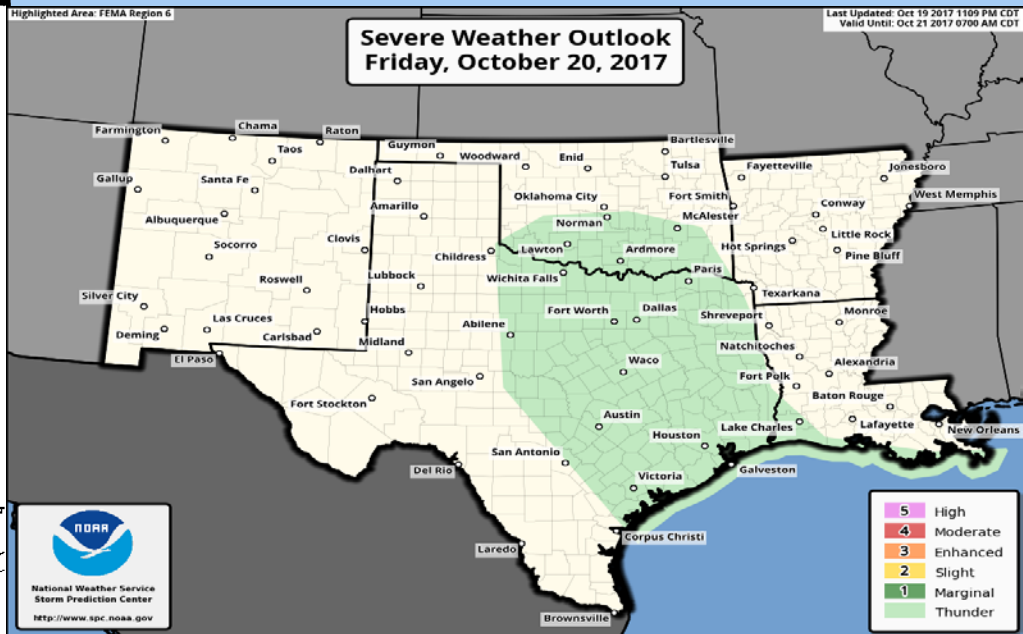 Highlighted Area: FEMA Region 6
Last Updated: Oct 19 2017 1109 PM CDT
Valid Until: Oct 21 2017 0700 AM CDT
Severe Weather Outlook
Friday, October 20, 2017
Farmington
Chama
Raton
Taos
Guymon
Woodward
Enid
Bartlesville
Tulsa
Fayetteville
Jonesboro
Gallup
Santa Fe
Dalhart
Amarillo
Oklahoma City
Fort Smith
West Memphis
Albuquerque
Norman
McAlester
Conway
Socorro
Clovis
Childress
Lawton
Ardmore
Hot Springs
Little Rock
Pine Bluff
Roswell
Lubbock
Wichita Falls
Paris
Texarkana
Silver City
Las Cruces
Hobbs
Fort Worth
Dallas
Shreveport
Monroe
Deming
Carlsbad
Midland
Abilene
Natchitoches
El Paso
Waco
Alexandria
San Angelo
Fort Polk
Fort Stockton
Baton Rouge
Austin
Lake Charles
Lafayette
New Orleans
Houston
San Antonio
Del Rio
Galveston
Victoria
Corpus Christi
Laredo
Brownsville
NOAA
National Weather Service
Storm Prediction Center
http://www.spc.noaa.gov
5 High
4 Moderate
3 Enhanced
2 Slight
1 Marginal
Thunder